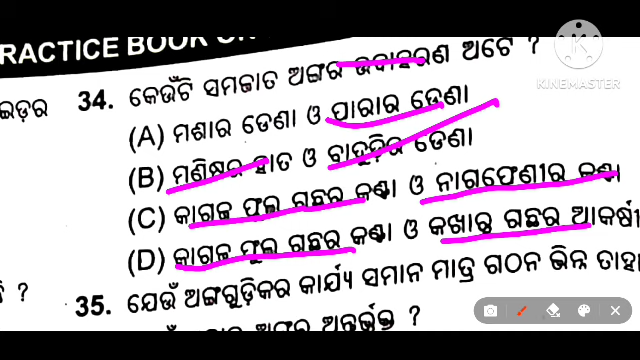 RACTICE BOOK
KINEMASTER
ଇଡ଼ର
34. କେଉଁଟି ସମଜାତ ଅଙ୍ଗର ଉଦାହରଣ ଅଟେ ?
(A) ମଶାର ଡେଣା ଓ ପାରାର ଡେଣା
(B) ମଣିଷର ହାତ ଓ ବାଦୁଡ଼ିର ଡେଣା
(C) କାଗଜ ଫୁଲ ଗଛର କଣ୍ଟା ଓ ନାଗଫେଣୀର କଣ୍ଟା
(D) କାଗଜ ଫୁଲ ଗଛର କଣ୍ଟା ଓ କଖାରୁ ଗଛର ଆକର୍ଷୀ
?
35. ଯେଉଁ ଅଙ୍ଗଗୁଡ଼ିକର କାର୍ଯ୍ୟ ସମାନ ମାତ୍ର ଗଠନ ଭିନ୍ନ ତାହା
ଅଙ୍ଗର ଅନ୍ତର୍ଭୁକ୍ତ ?